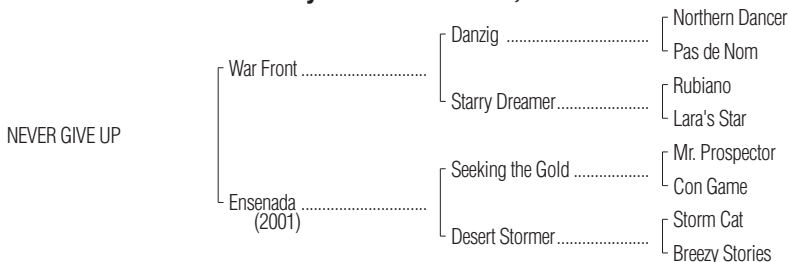 Northern Dancer
Danzig ..................................
Pas de Nom
War Front ..............................
Rubiano
Starry Dreamer......................
Lara's Star
NEVER GIVE UP
Mr. Prospector
Seeking the Gold ..................
Con Game
Ensenada ..............................
(2001)
Storm Cat
Desert Stormer......................
Breezy Stories